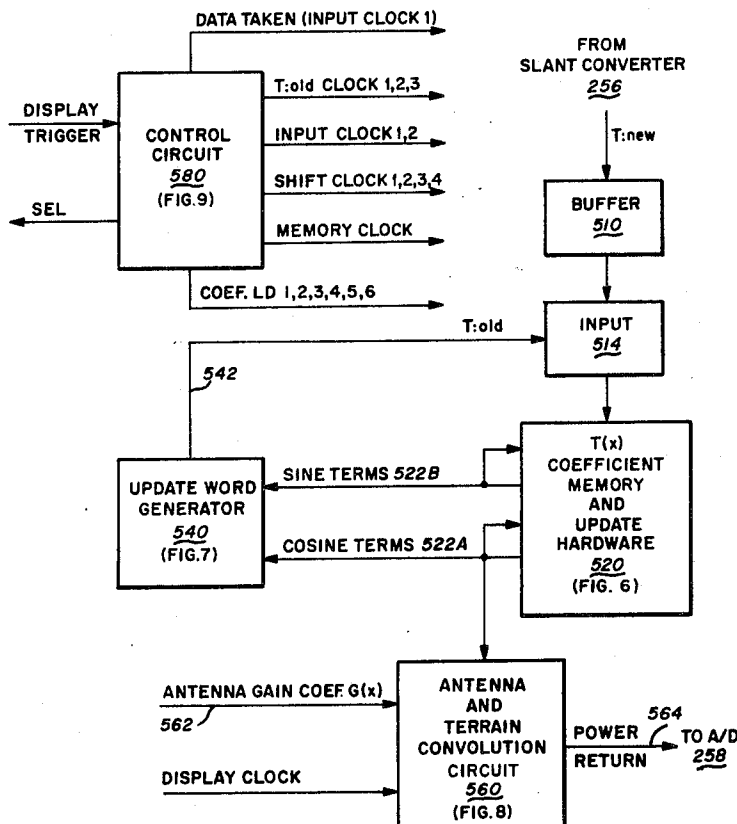 DATA TAKEN (INPUT CLOCK 1)
FROM
SLANT CONVERTER
256
T:new
DISPLAY
TRIGGER
SEL
CONTROL
CIRCUIT
580
(FIG.9)
T:old CLOCK 1,2,3
INPUT CLOCK 1,2
SHIFT CLOCK 1,2,3,4
MEMORY CLOCK
COEF. LD 1,2,3,4,5,6
BUFFER
510
T:old
INPUT
514
542
UPDATE WORD
GENERATOR
540
(FIG.7)
SINE TERMS 522B
COSINE TERMS 522A
T(x)
COEFFICIENT
MEMORY
AND
UPDATE
HARDWARE
520
(FIG. 6)
ANTENNA GAIN COEF. G(x)
562
DISPLAY CLOCK
ANTENNA
AND
TERRAIN
CONVOLUTION
CIRCUIT
560
(FIG.8)
POWER
RETURN
564
TO A/D
258